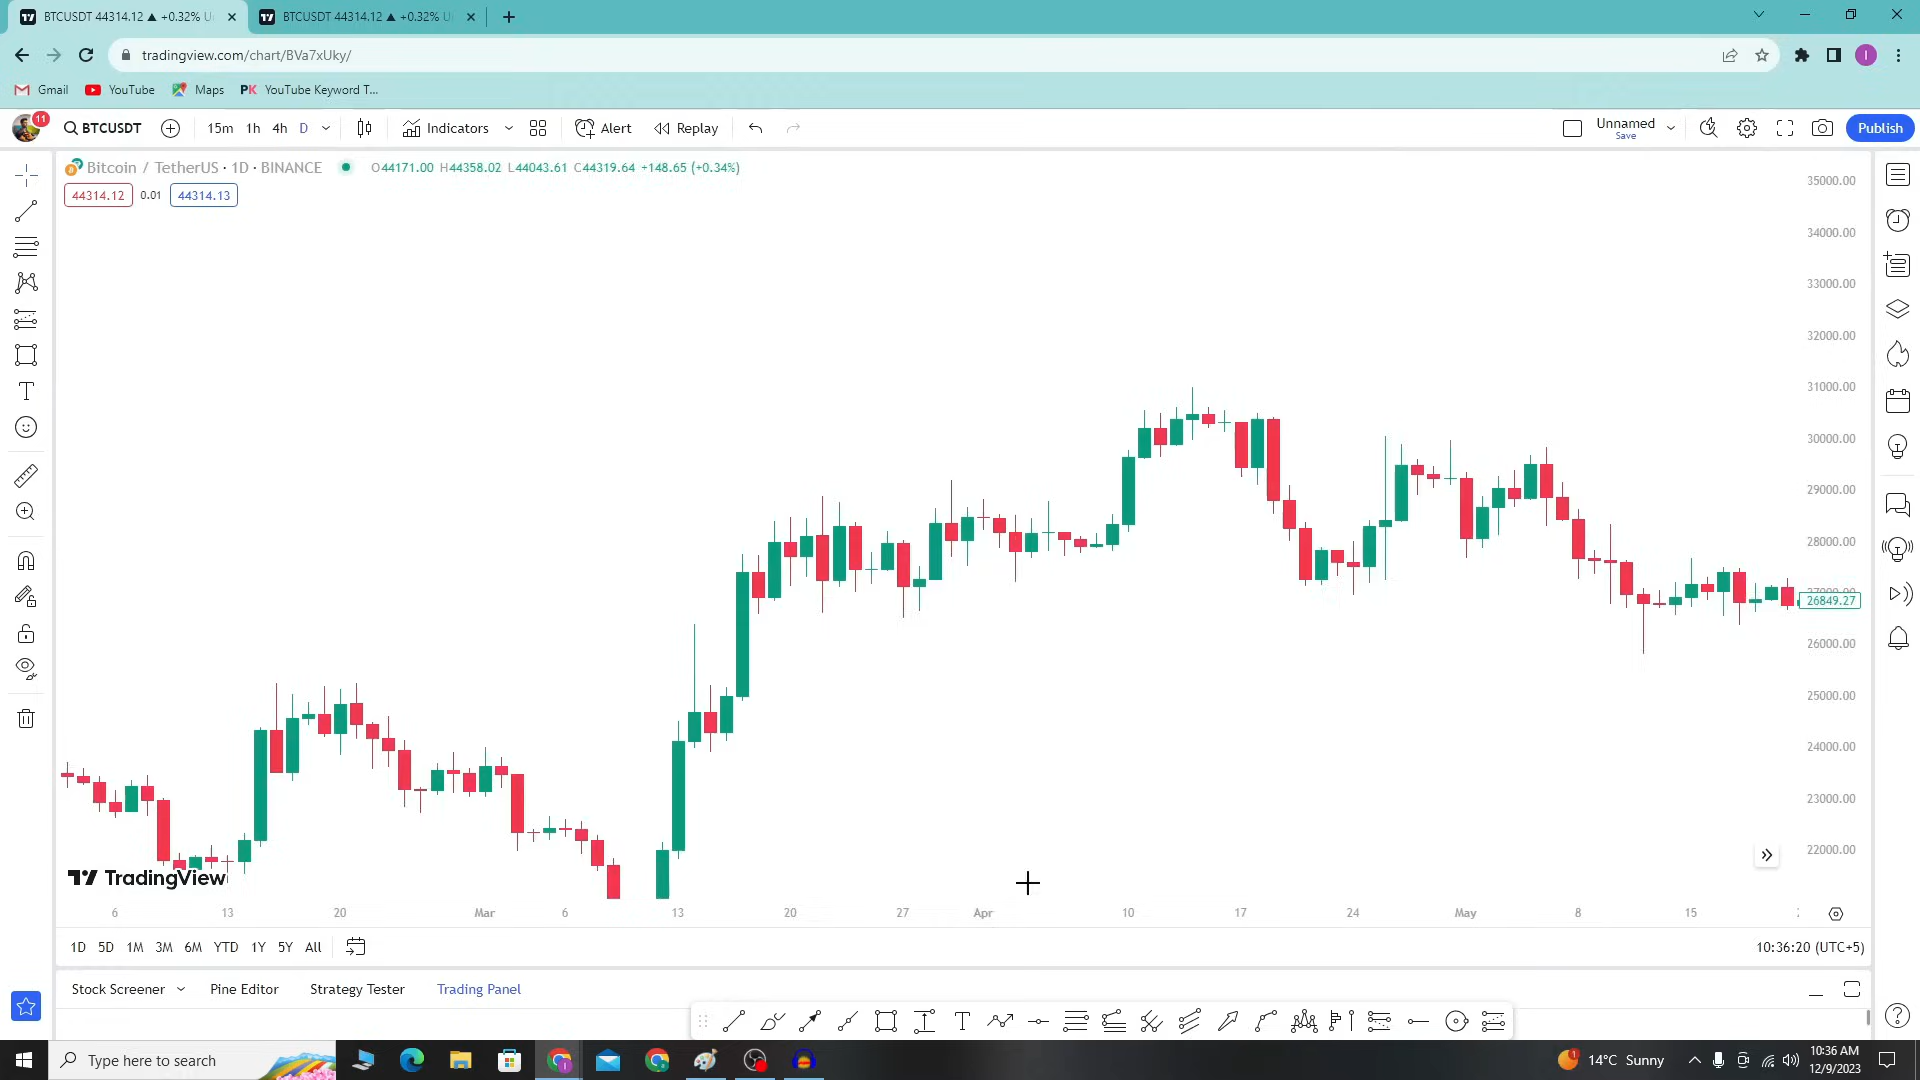 BTCUSDT 44314.12 ▲ +0.32% U
BTCUSDT 44314.12 ▲ +0.32% U
tradingview.com/chart/BVa7xUky/
Gmail
YouTube
Maps
PK YouTube Keyword T...
11
BTCUSDT
15m 1h 4h D
Indicators
Alert
Replay
Unnamed
Save
Publish
Bitcoin / TetherUS · 1D · BINANCE
O44171.00 H44358.02 L44043.61 C44319.64 +148.65 (+0.34%)
44314.12 0.01 44314.13
35000.00
34000.00
33000.00
32000.00
31000.00
30000.00
29000.00
28000.00
27000.00
26849.27
26000.00
25000.00
24000.00
23000.00
22000.00
TradingView
6 13 20 Mar 6 13 20 27 Apr 10 17 24 May 8 15
1D 5D 1M 3M 6M YTD 1Y 5Y All
10:36:20 (UTC+5)
Stock Screener Pine Editor Strategy Tester Trading Panel
Type here to search
1
14°C Sunny
10:36 AM
12/9/2023